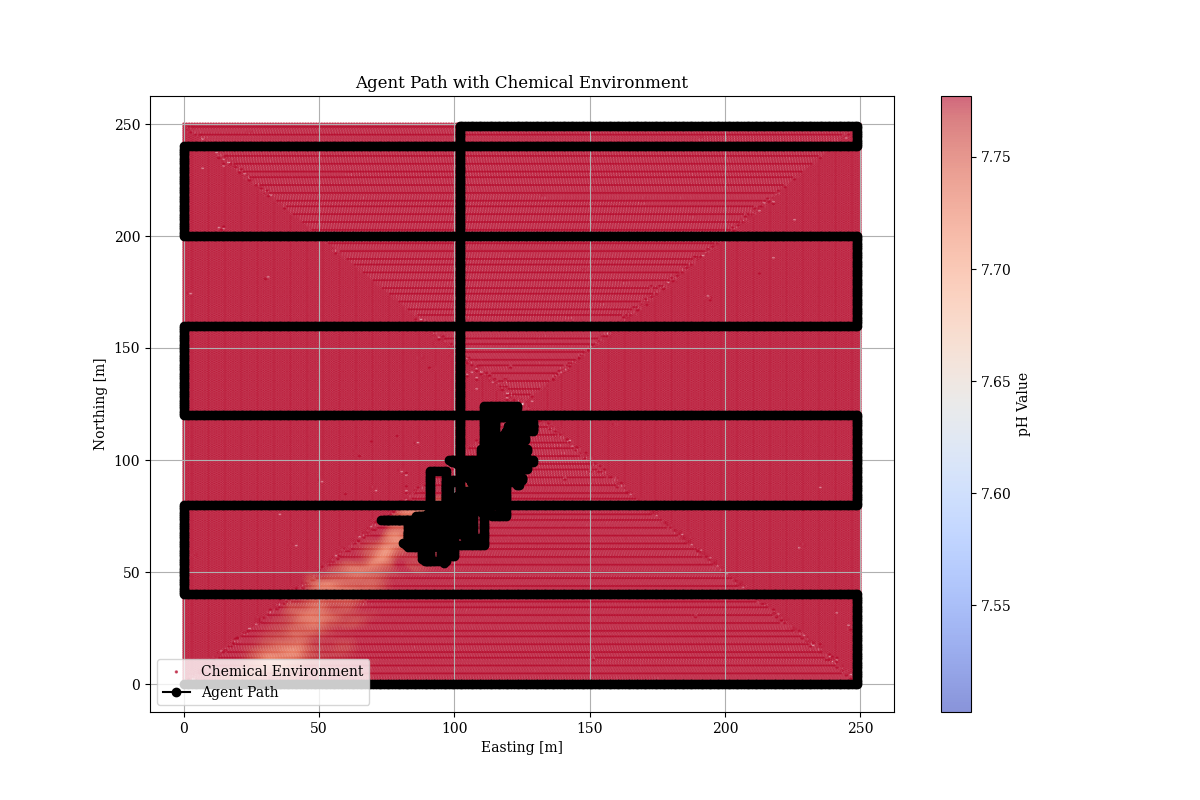 Agent Path with Chemical Environment
250
200
150
100
50
0
Northing [m]
Chemical Environment
Agent Path
0 50 100 150 200 250
Easting [m]
7.75
7.70
7.65
7.60
7.55
pH Value